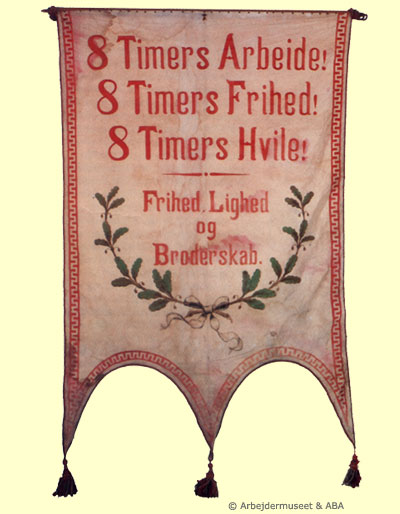 8 Timers Arbeide!
8 Timers Frihed!
8 Timers Hvile!
Frihed, Lighed
og
Broderskab.
© Arbejdermuseet & ABA